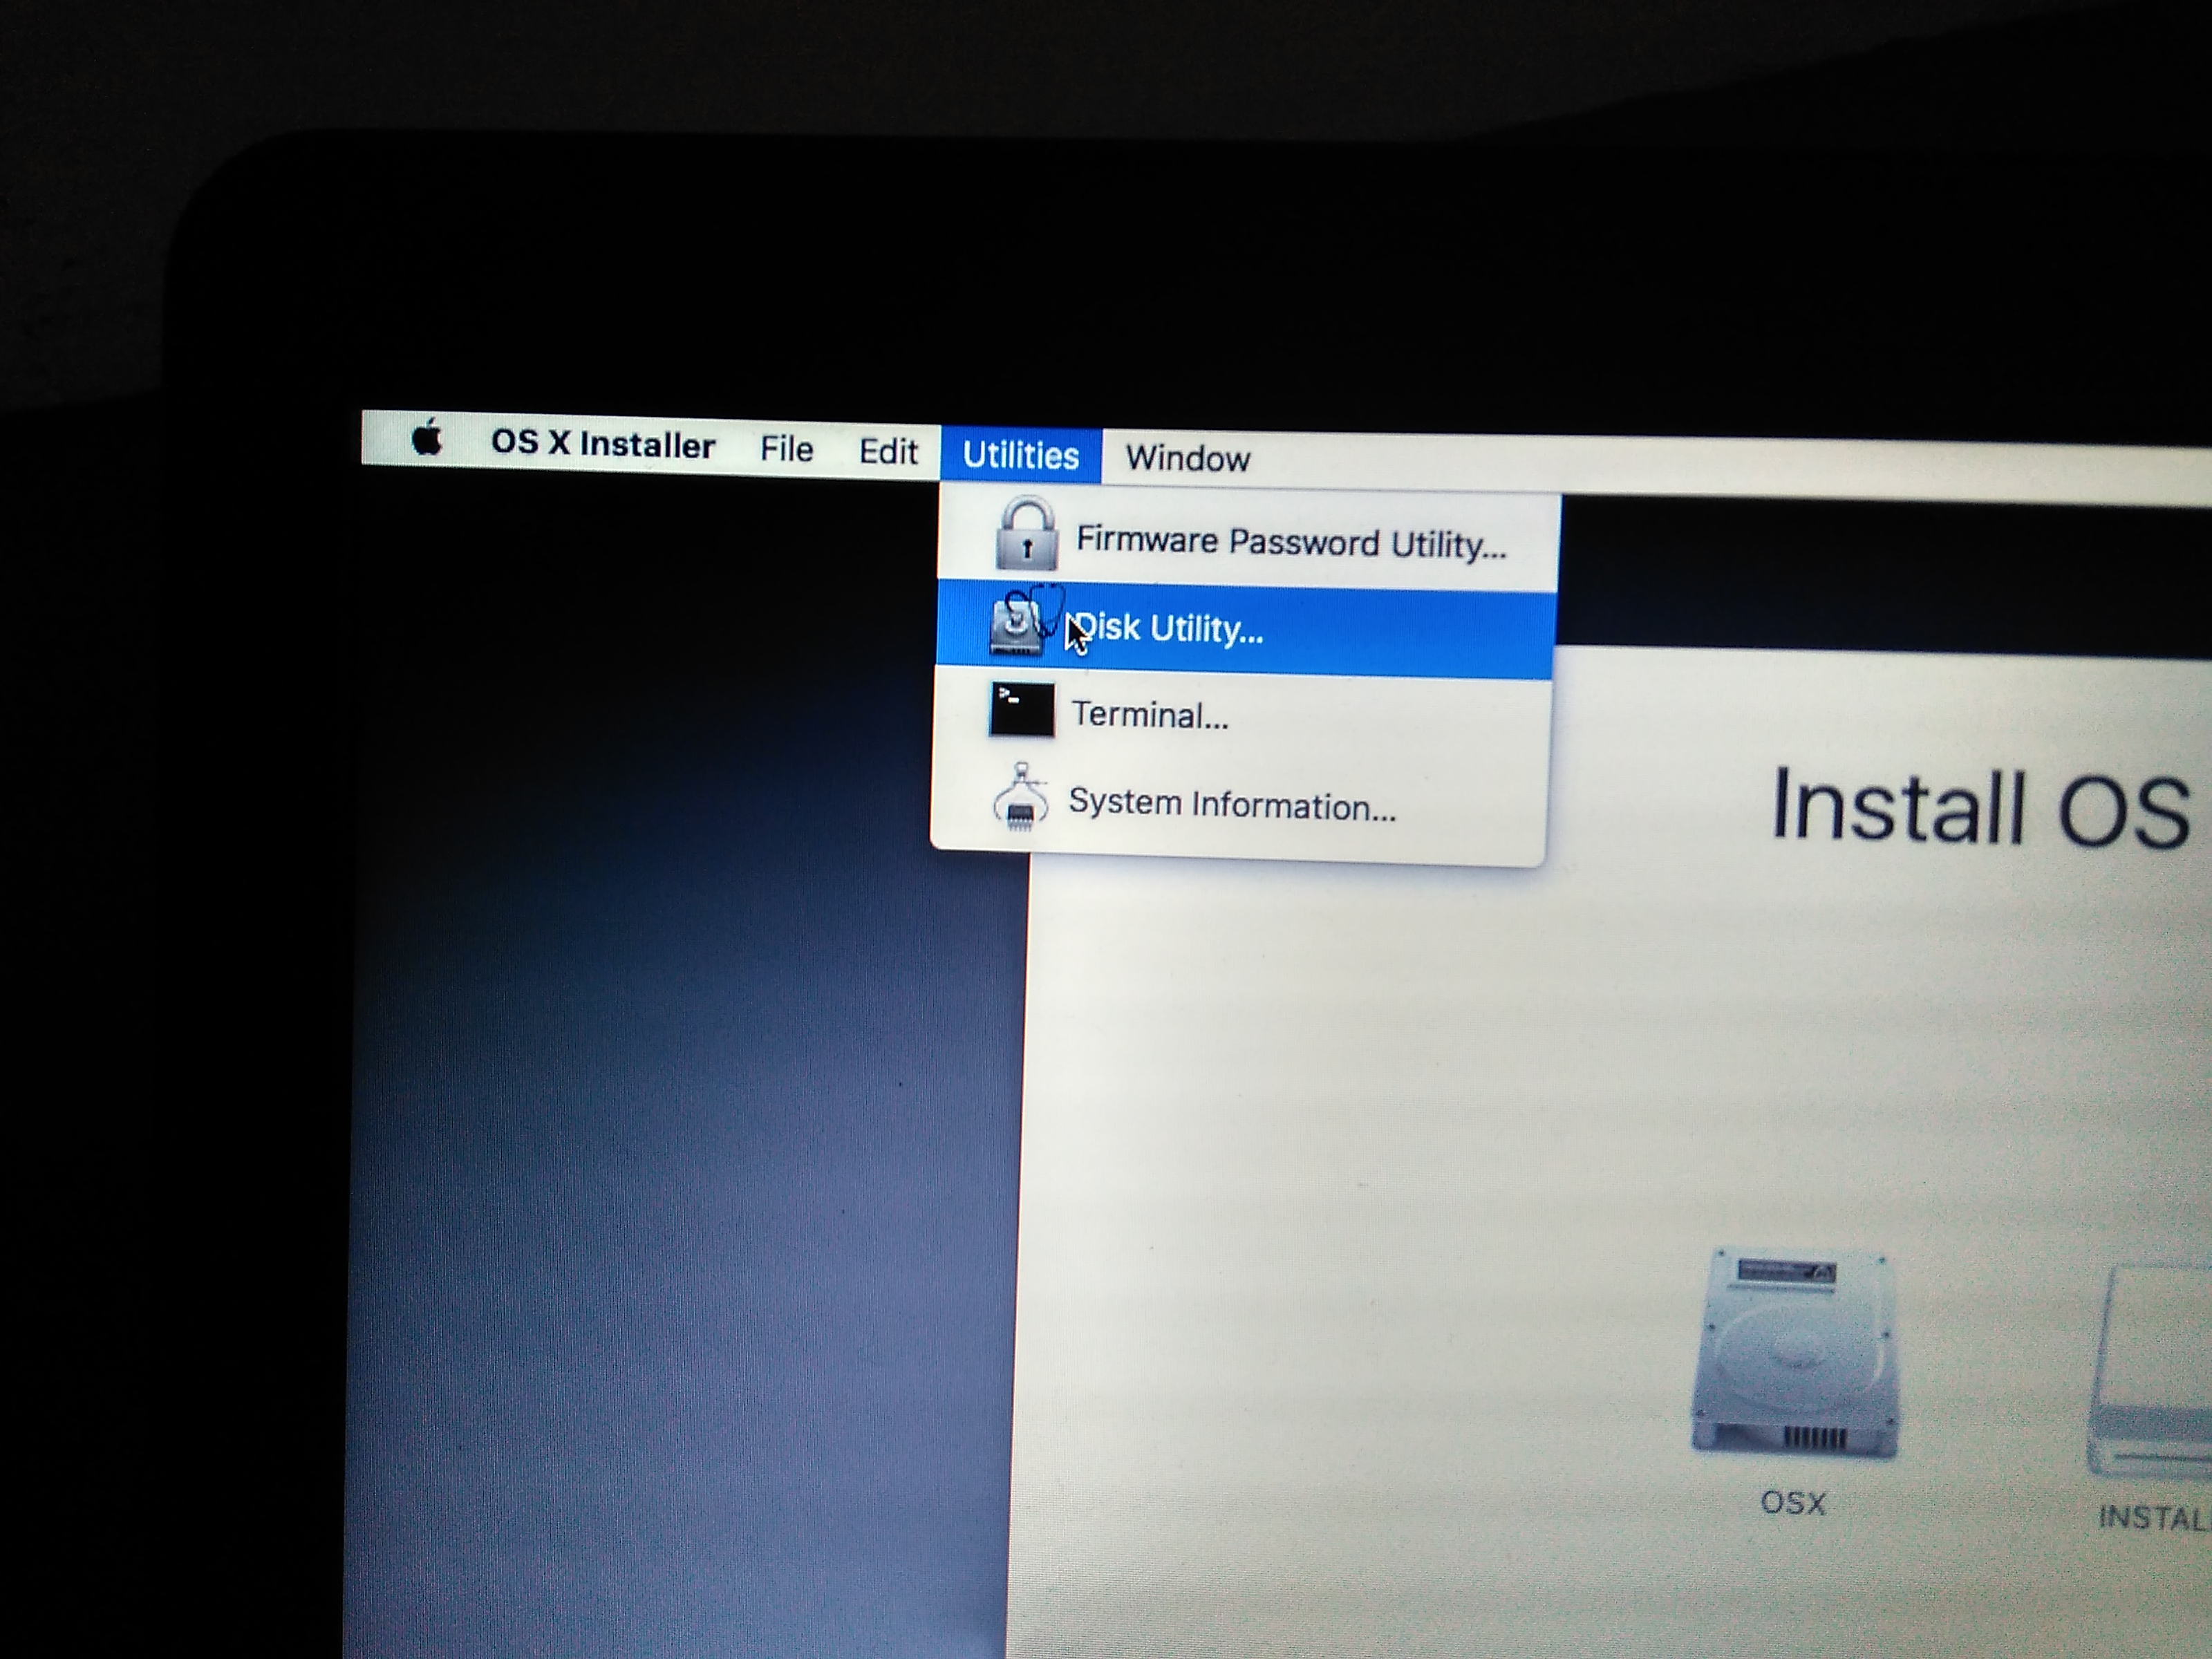 OS X Installer File Edit Utilities Window
Firmware Password Utility...
Disk Utility...
Terminal...
System Information...
Install OS
OSX
INSTAL